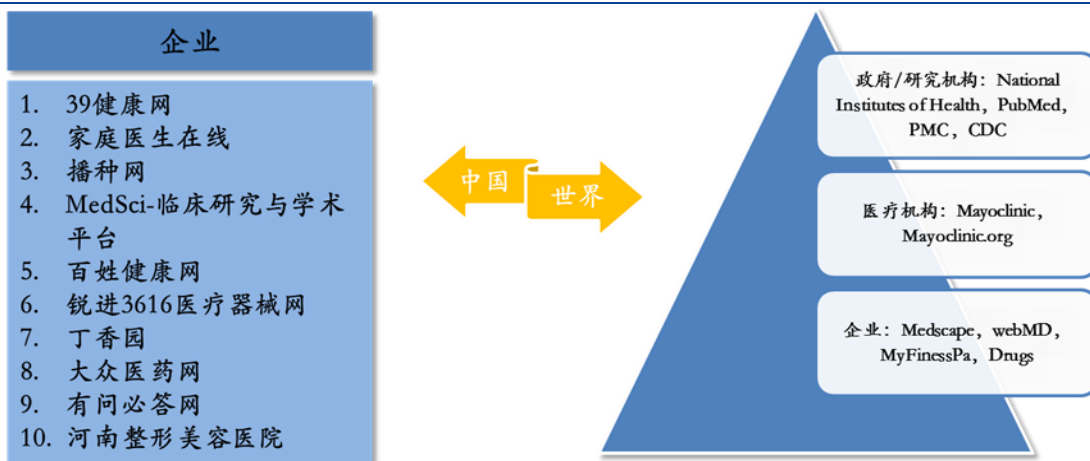 企业
1. 39健康网
2. 家庭医生在线
3. 播种网
4. MedSci-临床研究与学术
平台
5. 百姓健康网
6. 锐进3616医疗器械网
7. 丁香园
8. 大众医药网
9. 有问必答网
10. 河南整形美容医院
中国
世界
政府/研究机构：National
Institutes of Health，PubMed，
PMC，CDC
医疗机构：Mayoclinic，
Mayoclinic.org
企业：Medscape，webMD，
MyFinessPa，Drugs